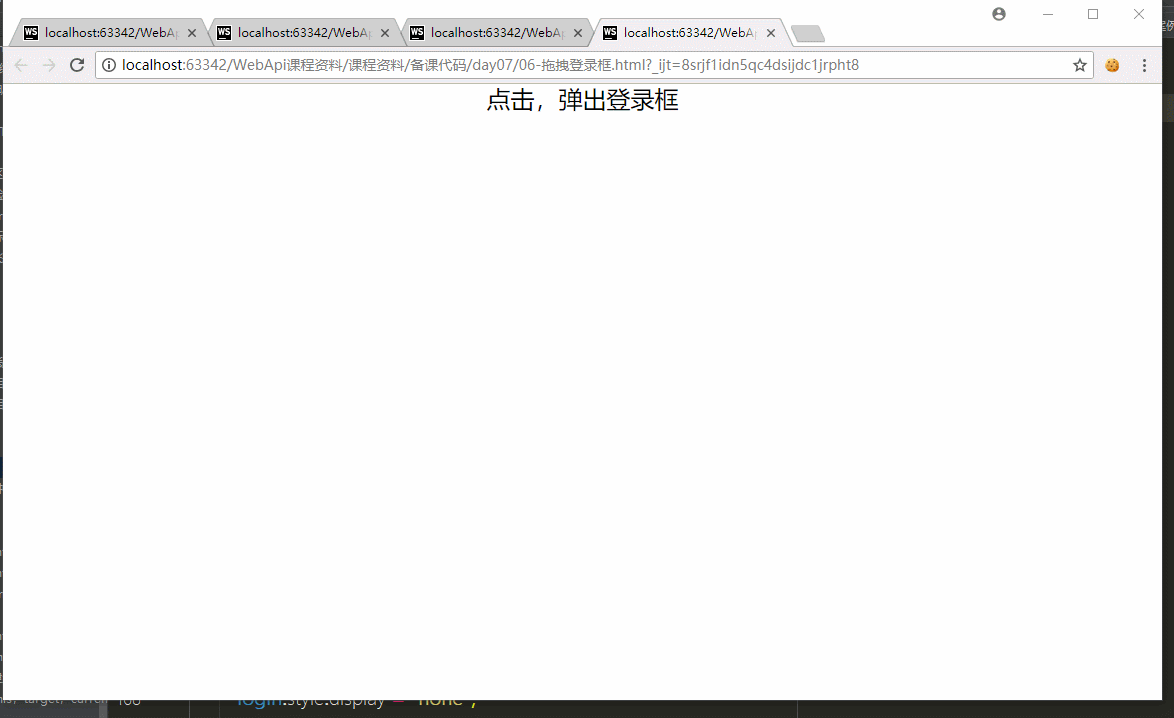 localhost:63342/WebAp
localhost:63342/WebAp
localhost:63342/WebAp
localhost:63342/WebAp
localhost:63342/WebApi课程资料/课程资料/备课代码/day07/06-拖拽登录框.html?_ijt=8srjf1idn5qc4dsijdc1jrpht8
点击，弹出登录框
login.style.display = "none";